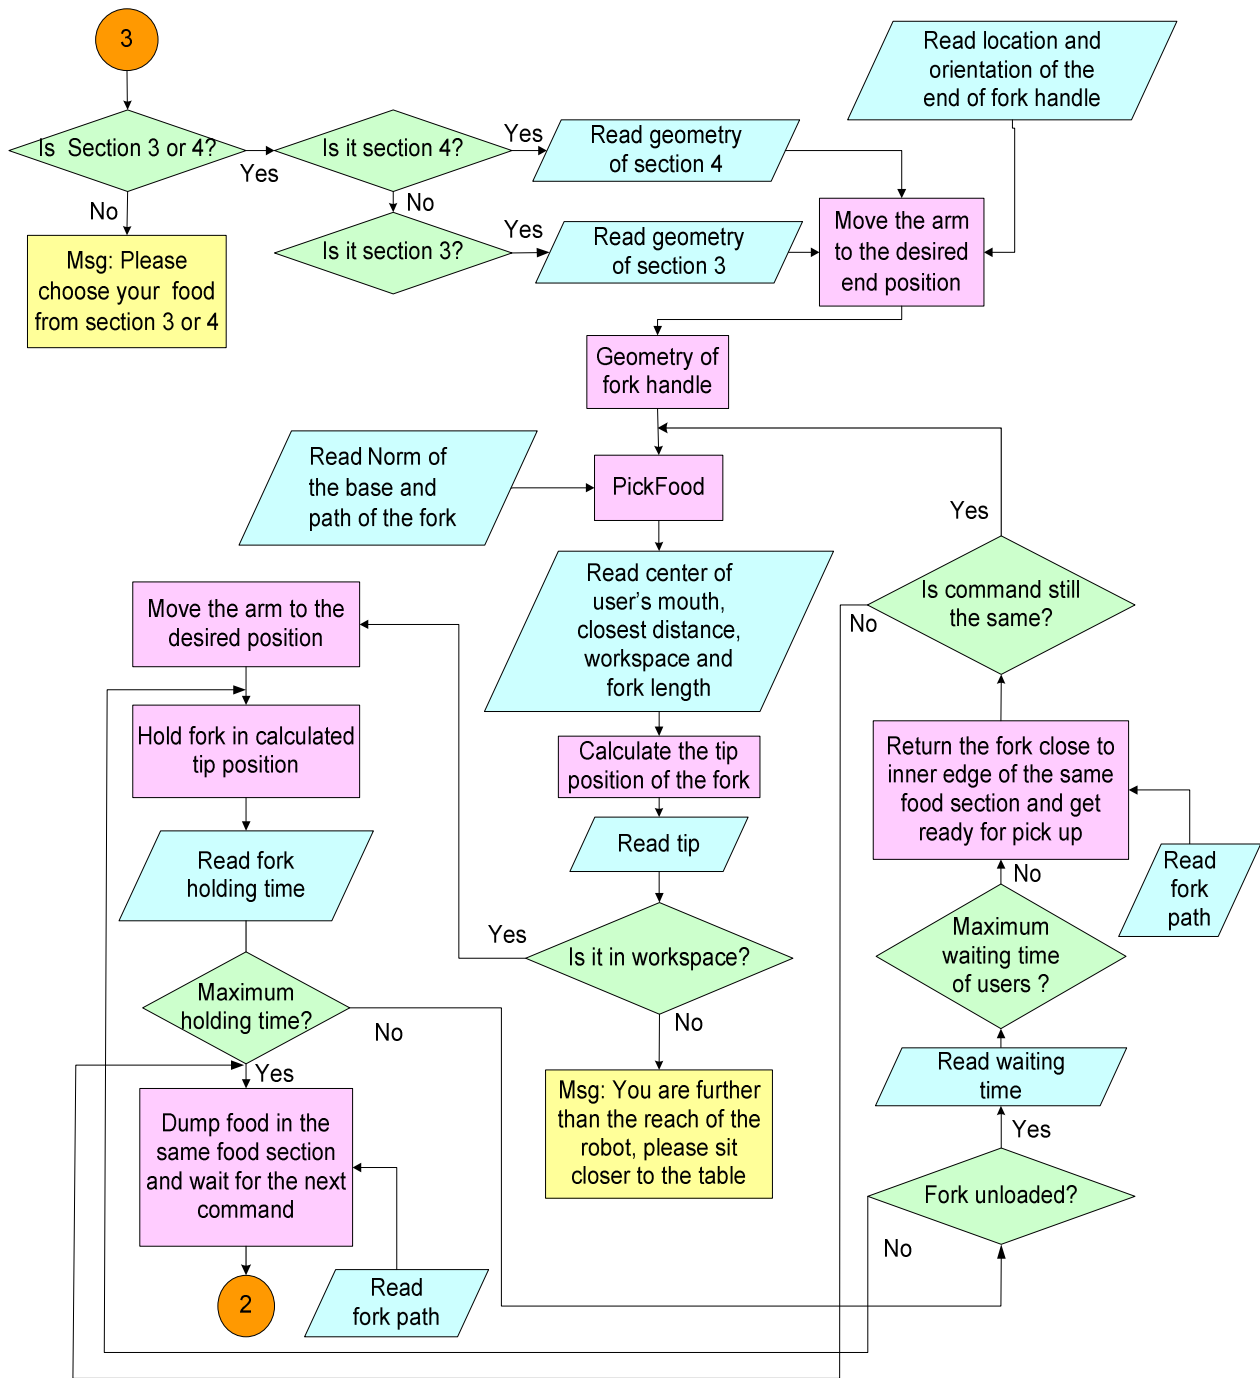 3
Read location and
orientation of the
end of fork handle
Is Section 3 or 4?
Yes
Is it section 4?
Yes
Read geometry
of section 4
No
No
Is it section 3?
Yes
Read geometry
of section 3
Move the arm
to the desired
end position
Msg: Please
choose your food
from section 3 or 4
Geometry of
fork handle
Read Norm of
the base and
path of the fork
PickFood
Yes
Read center of
user's mouth,
closest distance,
workspace and
fork length
Is command still
the same?
No
Move the arm to the
desired position
Hold fork in calculated
tip position
Calculate the tip
position of the fork
Return the fork close to
inner edge of the same
food section and get
ready for pick up
Read tip
Read fork
holding time
Read
fork
path
No
Maximum
waiting time
of users ?
Yes
Is it in workspace?
No
Maximum
holding time?
No
Yes
Read waiting
time
Yes
Msg: You are further
than the reach of the
robot, please sit
closer to the table
Dump food in the
same food section
and wait for the next
command
Fork unloaded?
No
Read
fork path
2